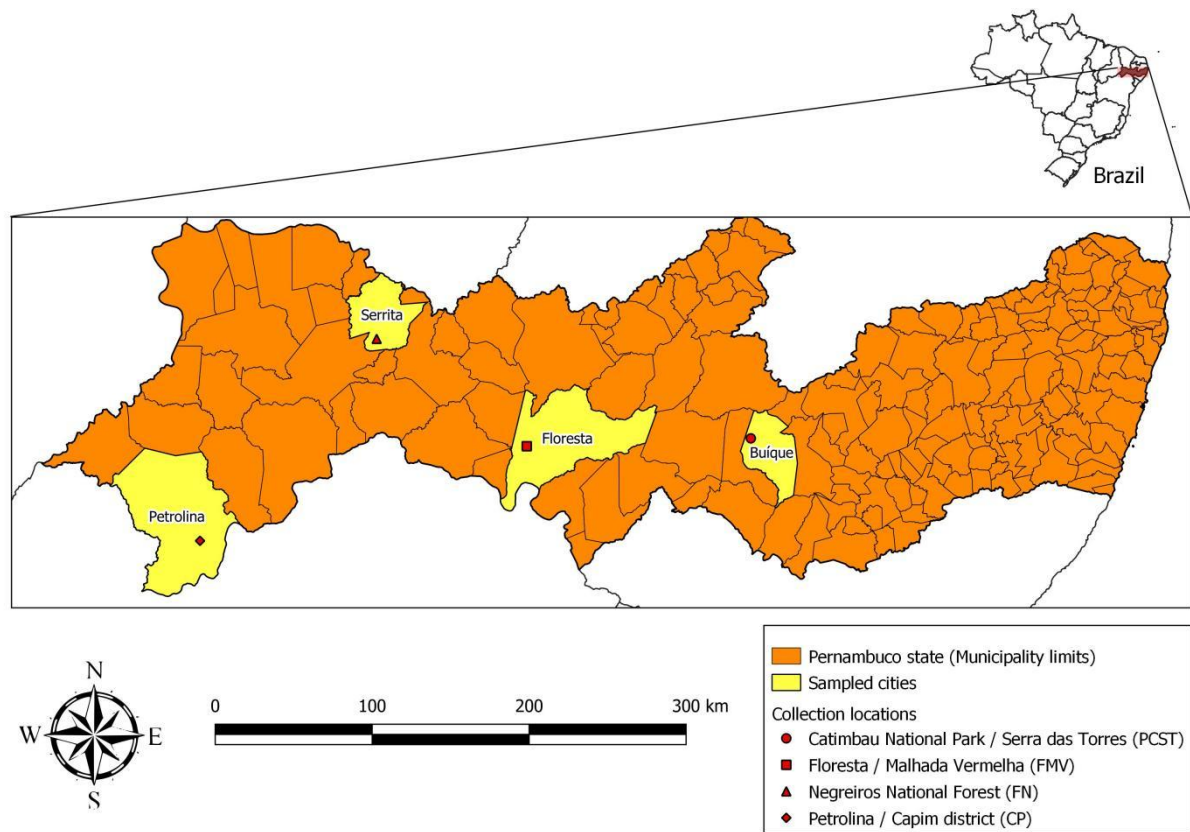 Brazil
Serrita
Floresta
Buíque
Petrolina
N
W E
S
0 100 200 300 km
Pernambuco state (Municipality limits)
Sampled cities
Collection locations
Catimbau National Park / Serra das Torres (PCST)
Floresta / Malhada Vermelha (FMV)
Negreiros National Forest (FN)
Petrolina / Capim district (CP)